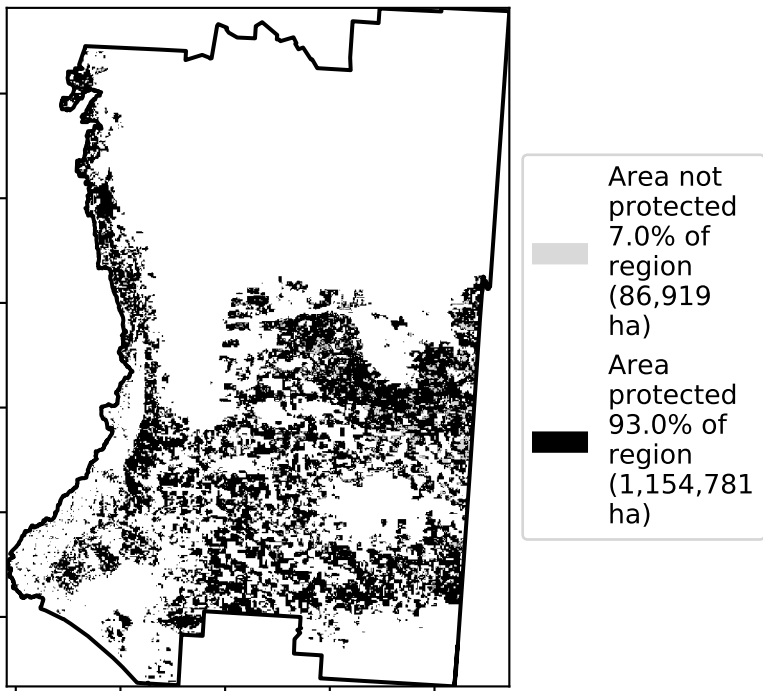 Area not
protected
7.0% of
region
(86,919
ha)
Area
protected
93.0% of
region
(1,154,781
ha)